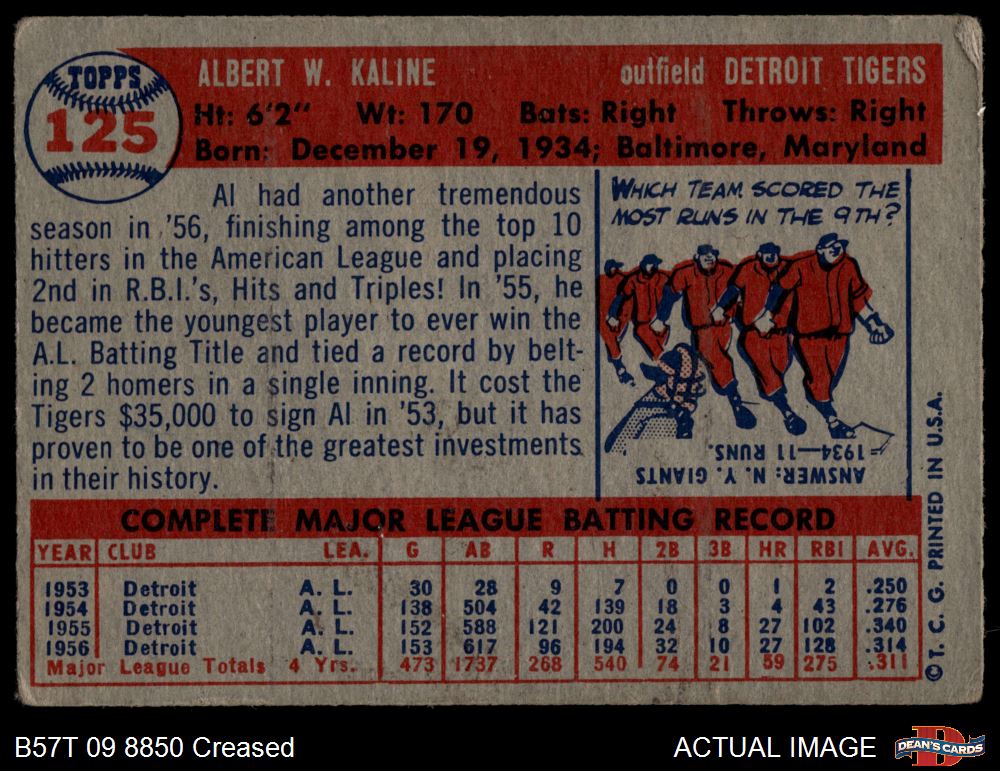 TOPPS
125
ALBERT W. KALINE outfield DETROIT TIGERS
Ht: 6'2" Wt: 170 Bats: Right Throws: Right
Born: December 19, 1934; Baltimore, Maryland
Al had another tremendous
season in '56, finishing among the top 10
hitters in the American League and placing
2nd in R.B.I.'s, Hits and Triples! In '55, he
became the youngest player to ever win the
A.L. Batting Title and tied a record by belt-
ing 2 homers in a single inning. It cost the
Tigers $35,000 to sign Al in '53, but it has
proven to be one of the greatest investments
in their history.
WHICH TEAM SCORED THE
MOST RUNS IN THE 9TH?
ANSWER: N. Y. GIANTS
-1934-11 RUNS.
COMPLETE MAJOR LEAGUE BATTING RECORD
YEAR CLUB LEA. G AB R H 2B 3B HR RBI AVG.
1953 Detroit A. L. 30 28 9 7 0 0 1 2 .250
1954 Detroit A. L. 138 504 42 139 18 3 4 43 .276
1955 Detroit A. L. 152 588 121 200 24 8 27 102 .340
1956 Detroit A. L. 153 617 96 194 32 10 27 128 .314
Major League Totals 4 Yrs. 473 1737 268 540 74 21 59 275 .311
©T. C. G. PRINTED IN U.S.A.
B57T 09 8850 Creased
ACTUAL IMAGE
DEAN'S CARDS